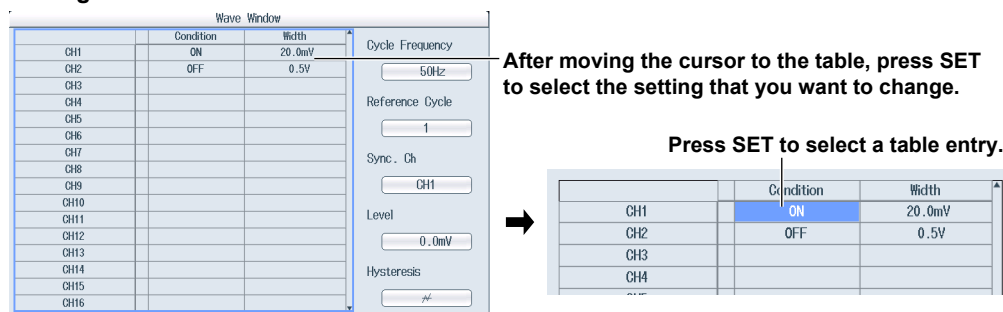 Wave Window
Condition Width
CH1 ON 20.0mV
CH2 OFF 0.5V
CH3
CH4
CH5
CH6
CH7
CH8
CH9
CH10
CH11
CH12
CH13
CH14
CH15
CH16
Cycle Frequency
50Hz
Reference Cycle
1
Sync. Ch
CH1
Level
0.0mV
Hysteresis
After moving the cursor to the table, press SET
to select the setting that you want to change.
Press SET to select a table entry.
Condition Width
CH1 ON 20.0mV
CH2 OFF 0.5V
CH3
CH4